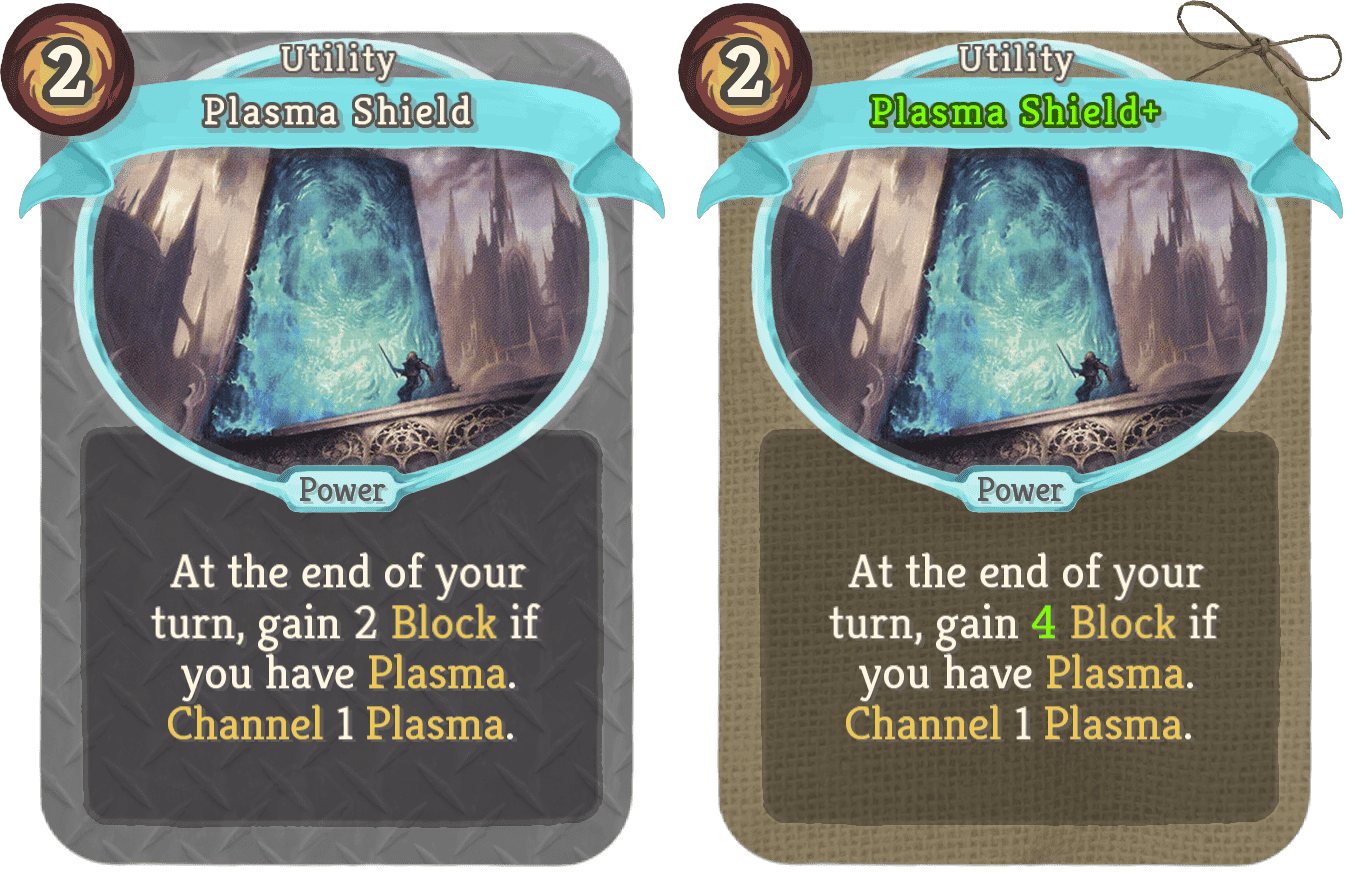 2
Utility
Plasma Shield
Power
At the end of your
turn, gain 2 Block if
you have Plasma.
Channel 1 Plasma.
2
Utility
Plasma Shield+
Power
At the end of your
turn, gain 4 Block if
you have Plasma.
Channel 1 Plasma.